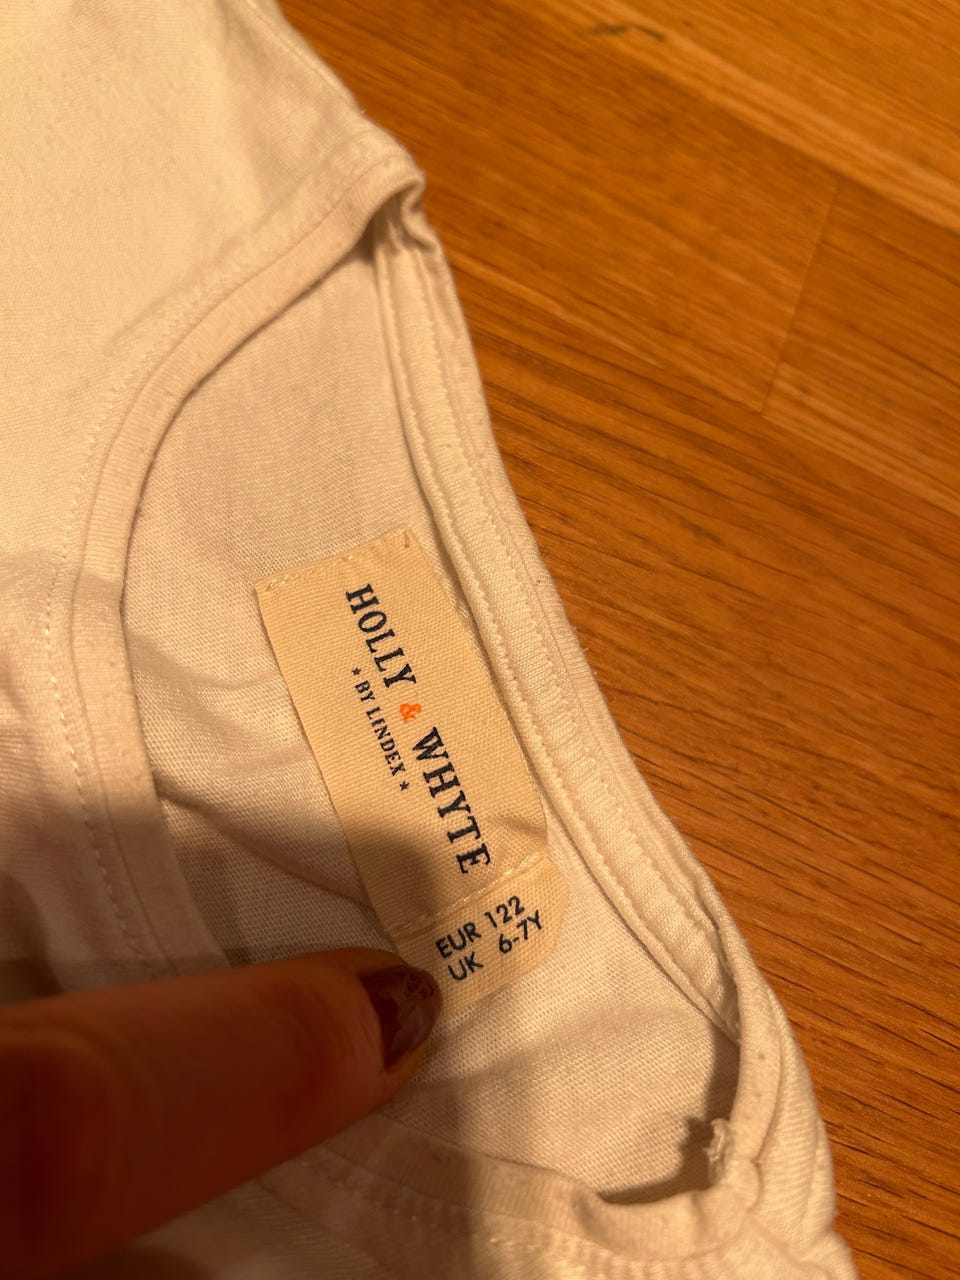 HOLLY & WHYTE
* BY LINDEX *
EUR 122
UK 6-7Y